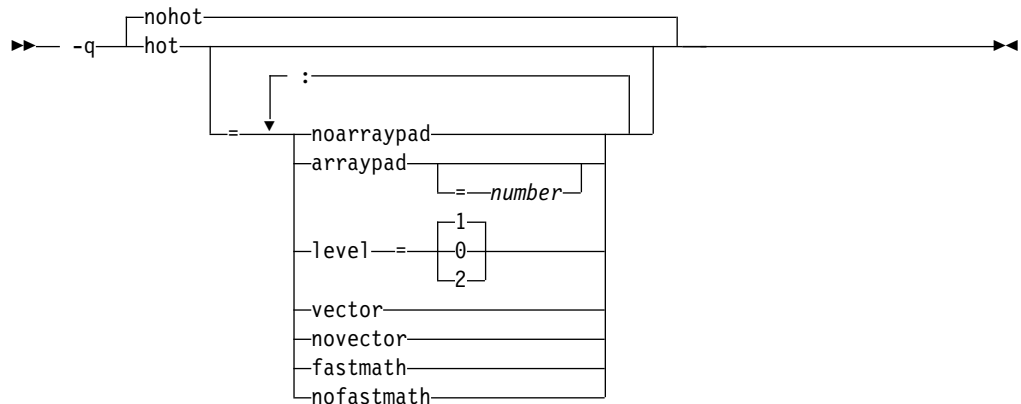 nohot
-q hot
:
= noarraypad
arraypad
= number
1
level = 0
2
vector
novector
fastmath
nofastmath